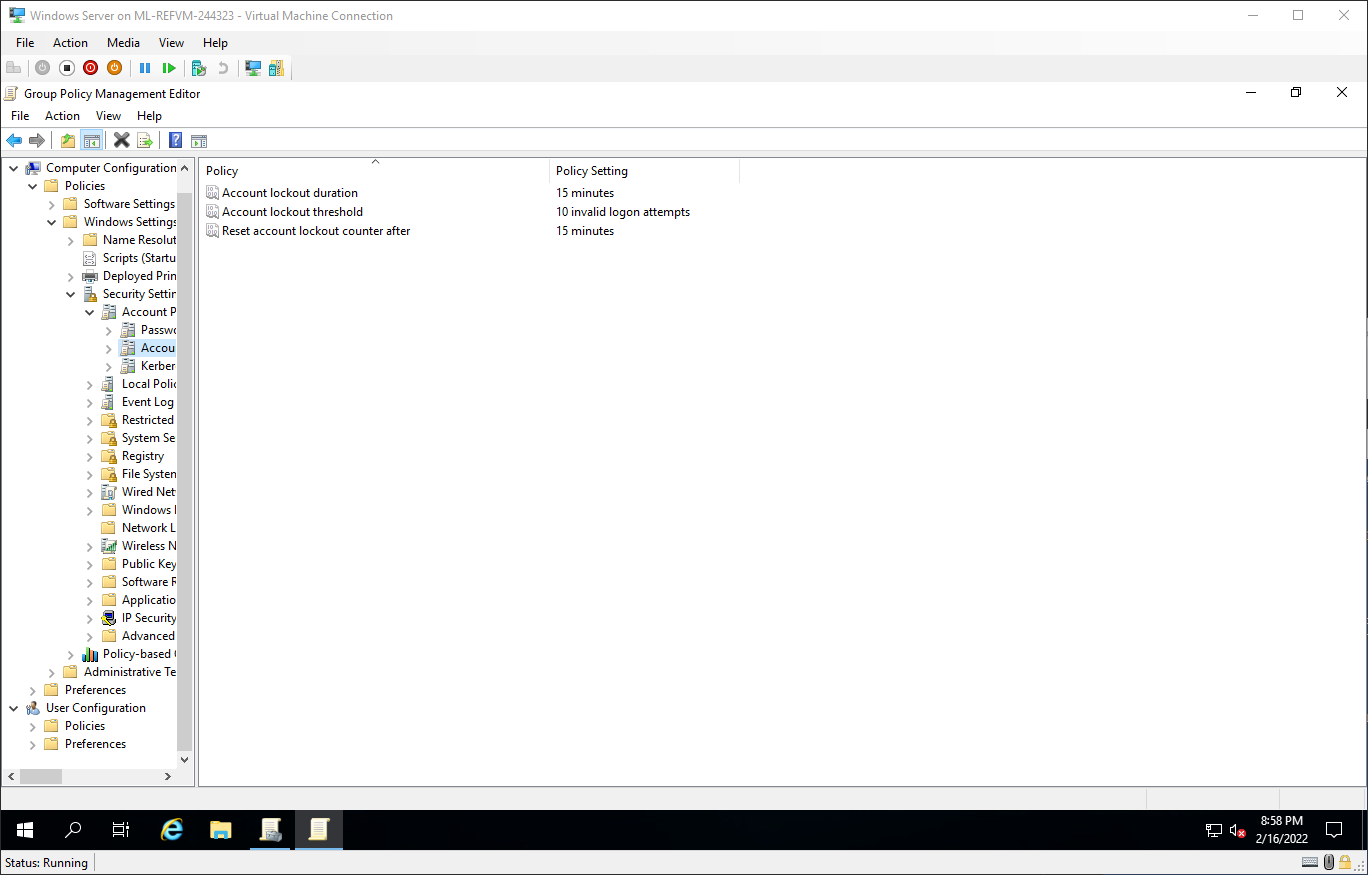 Windows Server on ML-REFVM-244323 - Virtual Machine Connection
File Action Media View Help
Group Policy Management Editor
File Action View Help
Computer Configuration
Policies
Software Settings
Windows Settings
Name Resolut
Scripts (Startu
Deployed Prin
Security Settin
Account P
Passwo
Accou
Kerber
Local Polic
Event Log
Restricted
System Se
Registry
File System
Wired Net
Windows
Network L
Wireless N
Public Key
Software R
Applicatio
IP Security
Advanced
Policy-based
Administrative Te
Preferences
User Configuration
Policies
Preferences
Policy Policy Setting
Account lockout duration 15 minutes
Account lockout threshold 10 invalid logon attempts
Reset account lockout counter after 15 minutes
8:58 PM
2/16/2022
Status: Running